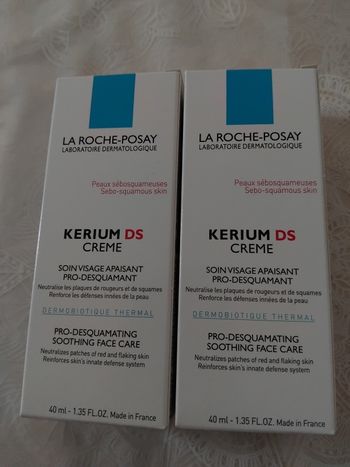 LA ROCHE-POSAY
LABORATOIRE DERMATOLOGIQUE
Peaux sébosquameuses
Sebo-squamous skin
KERIUM DS
CREME
SOIN VISAGE APAISANT
PRO-DESQUAMANT
Neutralise les plaques de rougeurs et de squames
Renforce les défenses innées de la peau
DERMOBIOTIQUE THERMAL
PRO-DESQUAMATING
SOOTHING FACE CARE
Neutralizes patches of red and flaking skin
Reinforces skin's innate defense system
40 ml - 1.35 FL.OZ. Made in France
LA ROCHE-POSAY
LABORATOIRE DERMATOLOGIQUE
Peaux sébosquameuses
Sebo-squamous skin
KERIUM DS
CREME
SOIN VISAGE APAISANT
PRO-DESQUAMANT
Neutralise les plaques de rougeurs et de squames
Renforce les défenses innées de la peau
DERMOBIOTIQUE THERMAL
PRO-DESQUAMATING
SOOTHING FACE CARE
Neutralizes patches of red and flaking skin
Reinforces skin's innate defense system
40 ml - 1.35 FL.OZ. Made in France